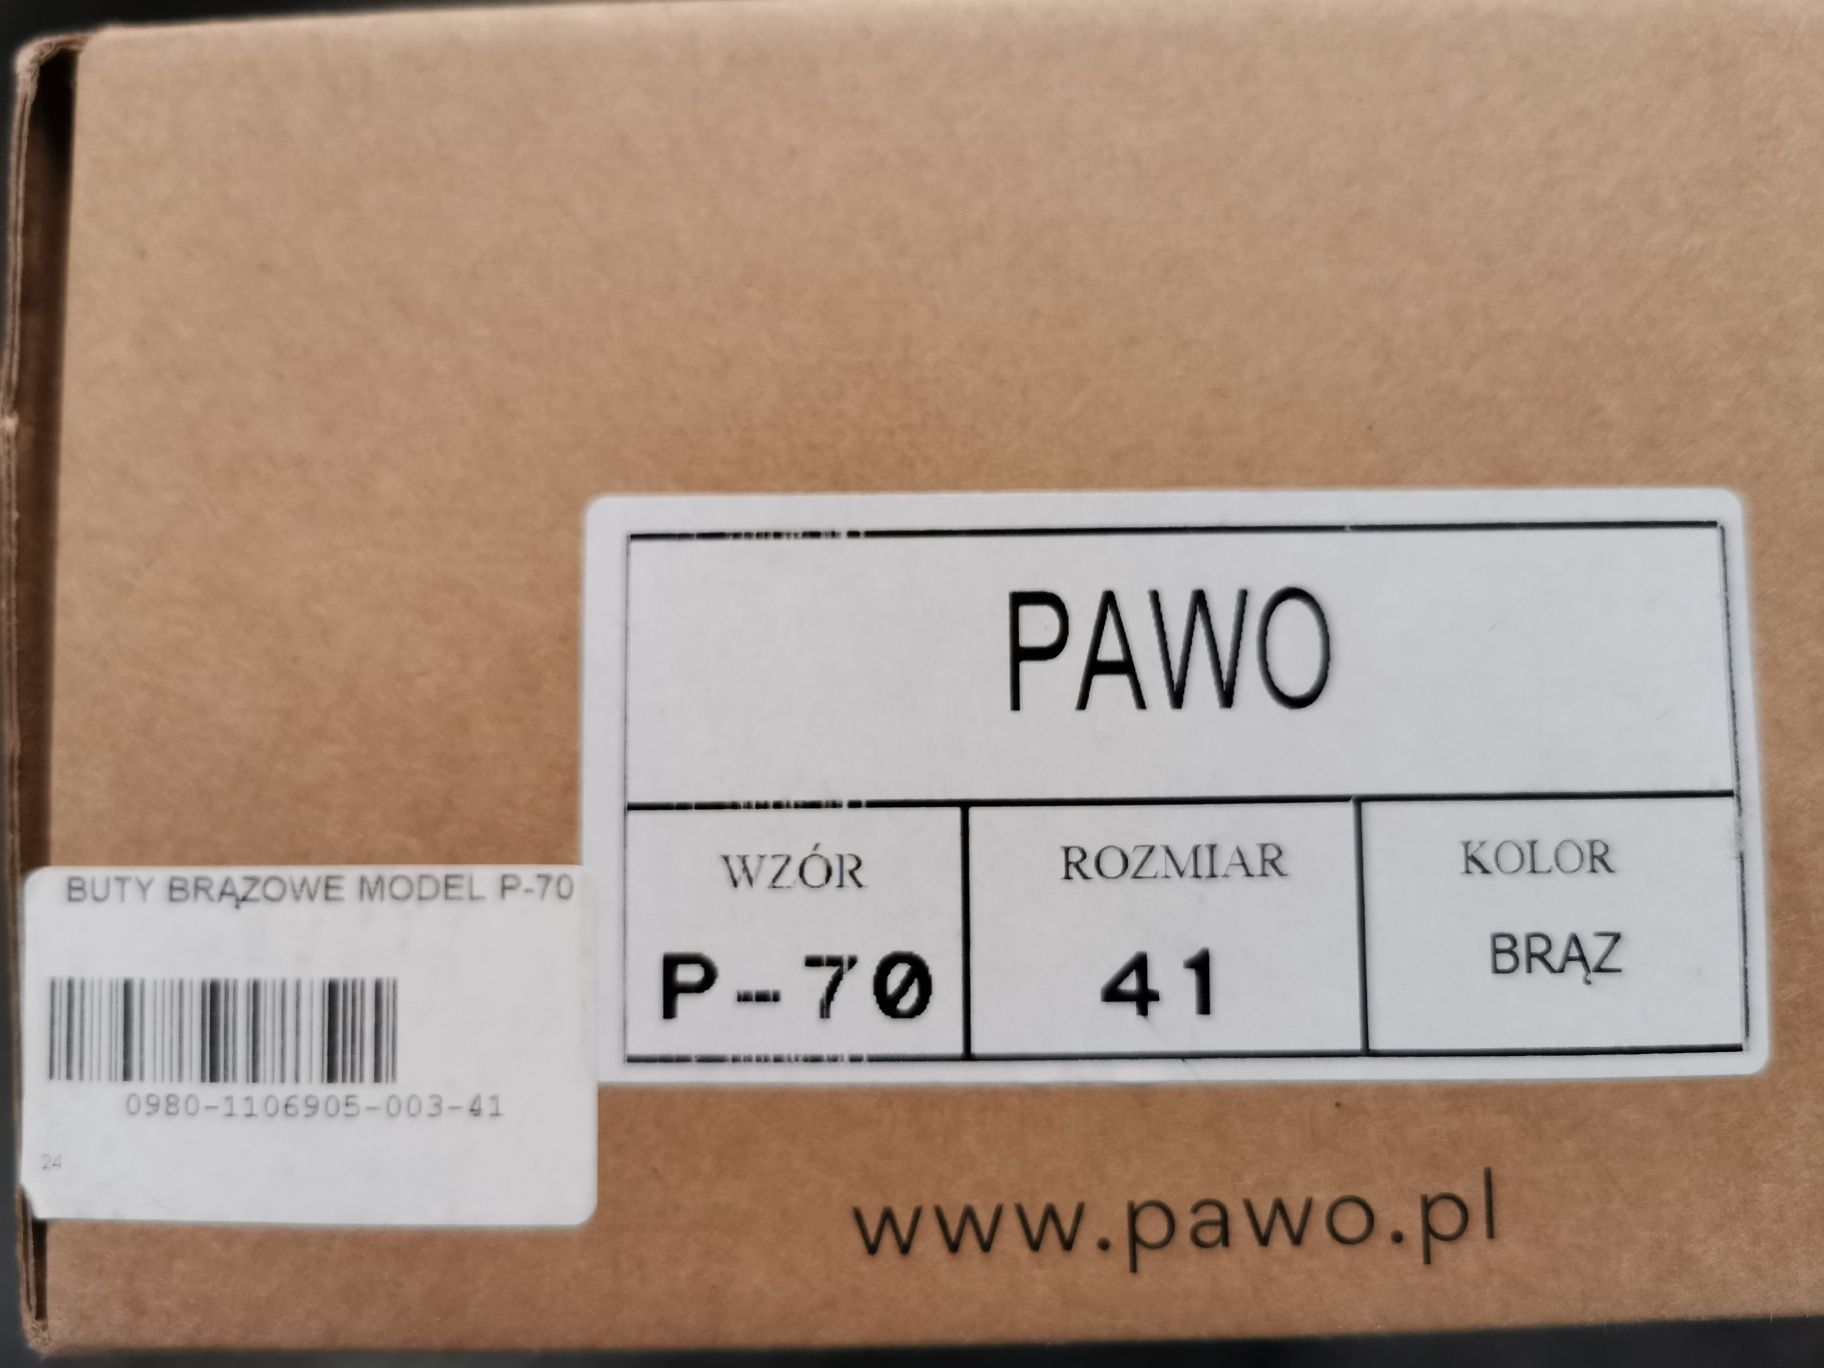 PAWO
WZÓR ROZMIAR KOLOR
P-70 41 BRĄZ
BUTY BRĄZOWE MODEL P-70
0980-1106905-003-41
24
www.pawo.pl